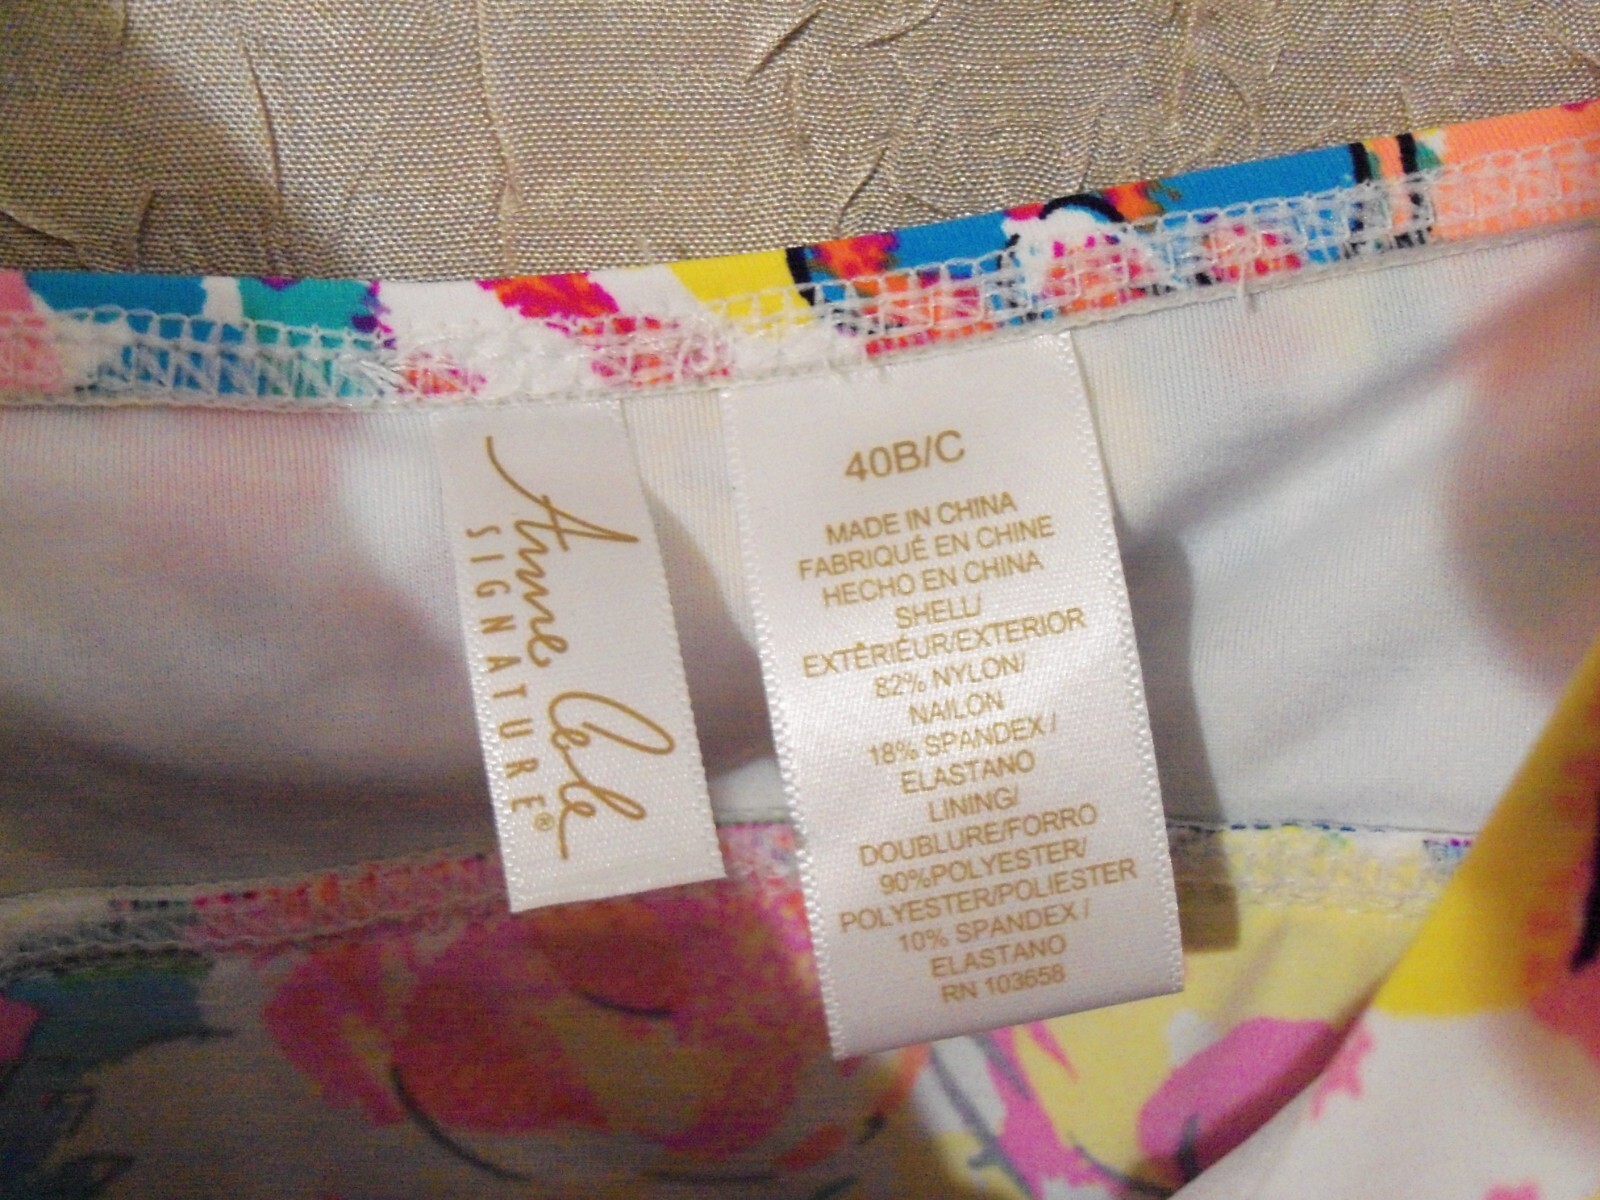 Anne Cole
SIGNATURE®
40B/C
MADE IN CHINA
FABRIQUÉ EN CHINE
HECHO EN CHINA
SHELL/
EXTÉRIEUR/EXTERIOR
82% NYLON/
NAILON
18% SPANDEX /
ELASTANO
LINING/
DOUBLURE/FORRO
90%POLYESTER/
POLYESTER/POLIESTER
10% SPANDEX /
ELASTANO
RN 103658